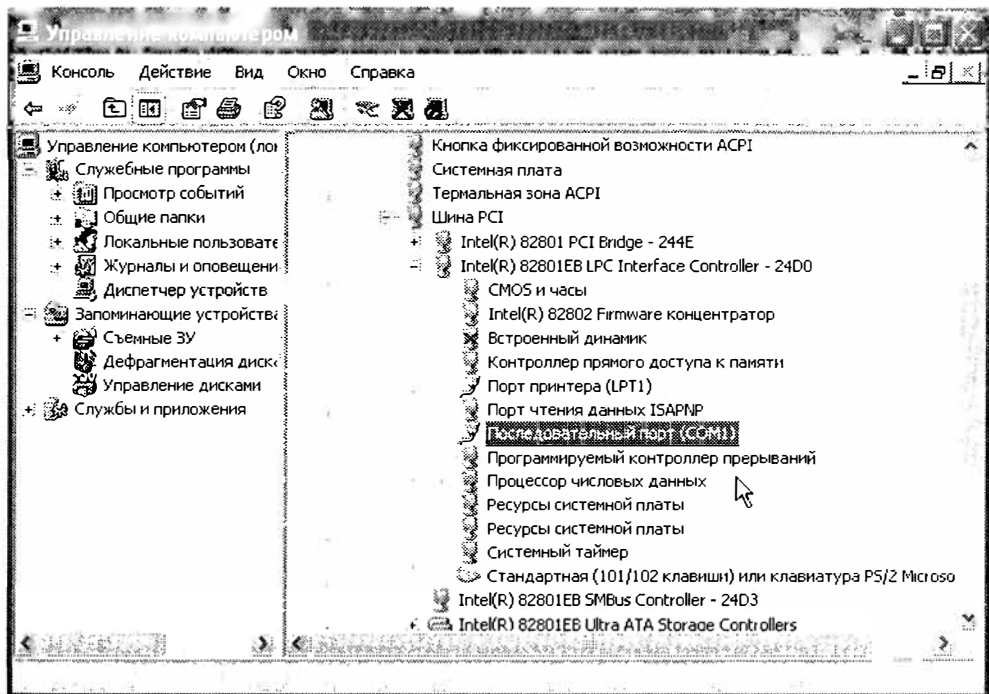 Управление компьютером
Консоль Действие Вид Окно Справка
Управление компьютером (лон
Служебные программы
Просмотр событий
Общие папки
Локальные пользовате
Журналы и оповещени
Диспетчер устройств
Запоминающие устройства
Съемные ЗУ
Дефрагментация диска
Управление дисками
Службы и приложения
Кнопка фиксированной возможности ACPI
Системная плата
Термальная зона ACPI
Шина PCI
Intel(R) 82801 PCI Bridge - 244E
Intel(R) 82801EB LPC Interface Controller - 24D0
CMOS и часы
Intel(R) 82802 Firmware концентратор
Встроенный динамик
Контроллер прямого доступа к памяти
Порт принтера (LPT1)
Порт чтения данных ISAPNP
Последовательный порт (COM1)
Программируемый контроллер прерываний
Процессор числовых данных
Ресурсы системной платы
Ресурсы системной платы
Системный таймер
Стандартная (101/102 клавиши) или клавиатура PS/2 Microso
Intel(R) 82801EB SMBus Controller - 24D3
Intel(R) 82801EB Ultra ATA Storage Controllers